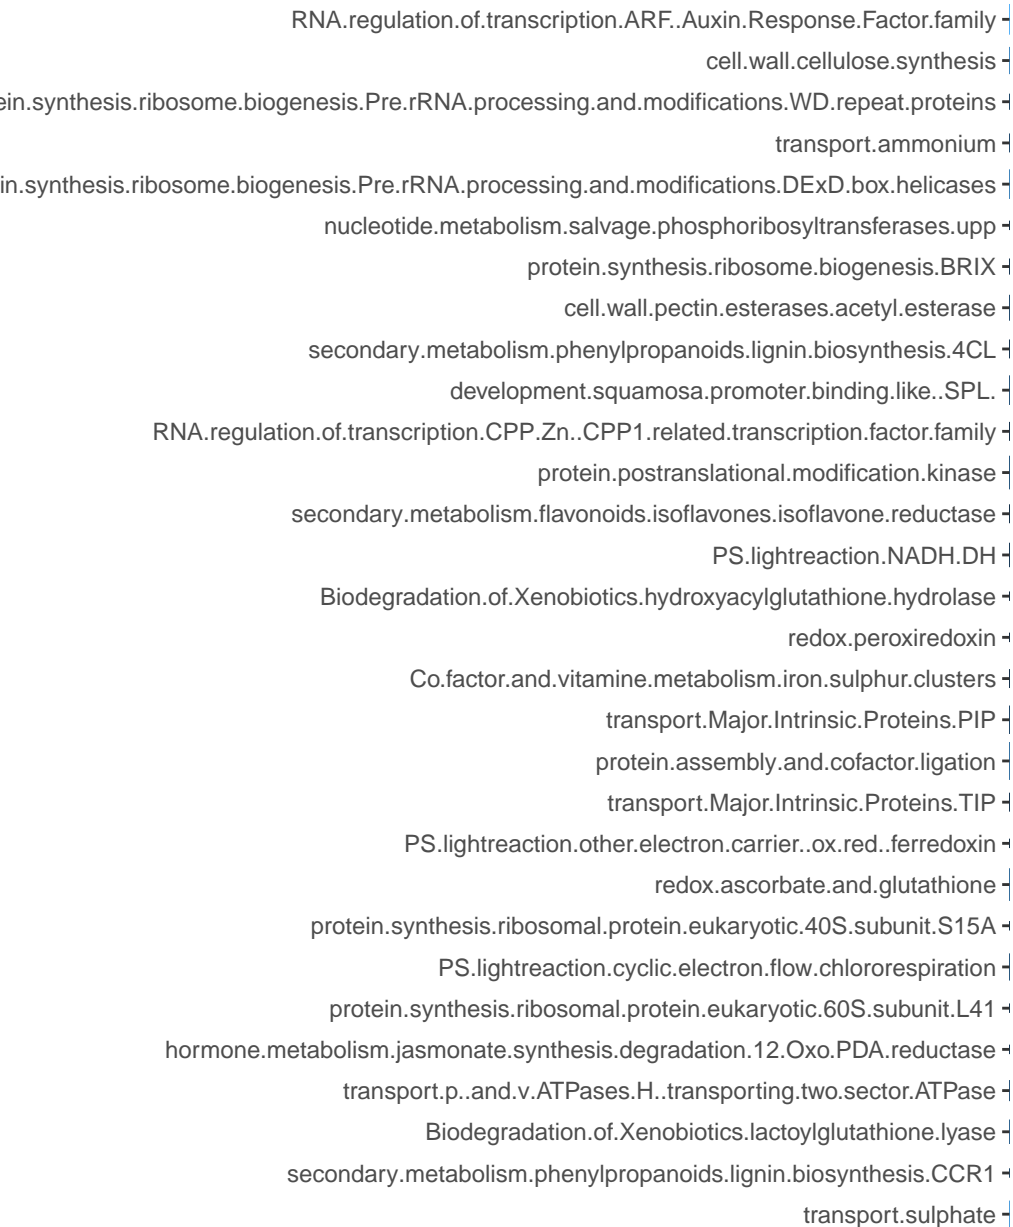 RNA.regulation.of.transcription.ARF..Auxin.Response.Factor.family
cell.wall.cellulose.synthesis
ein.synthesis.ribosome.biogenesis.Pre.rRNA.processing.and.modifications.WD.repeat.proteins
transport.ammonium
in.synthesis.ribosome.biogenesis.Pre.rRNA.processing.and.modifications.DExD.box.helicases
nucleotide.metabolism.salvage.phosphoribosyltransferases.upp
protein.synthesis.ribosome.biogenesis.BRIX
cell.wall.pectin.esterases.acetyl.esterase
secondary.metabolism.phenylpropanoids.lignin.biosynthesis.4CL
development.squamosa.promoter.binding.like..SPL.
RNA.regulation.of.transcription.CPP.Zn..CPP1.related.transcription.factor.family
protein.postranslational.modification.kinase
secondary.metabolism.flavonoids.isoflavones.isoflavone.reductase
PS.lightreaction.NADH.DH
Biodegradation.of.Xenobiotics.hydroxyacylglutathione.hydrolase
redox.peroxiredoxin
Co.factor.and.vitamine.metabolism.iron.sulphur.clusters
transport.Major.Intrinsic.Proteins.PIP
protein.assembly.and.cofactor.ligation
transport.Major.Intrinsic.Proteins.TIP
PS.lightreaction.other.electron.carrier..ox.red..ferredoxin
redox.ascorbate.and.glutathione
protein.synthesis.ribosomal.protein.eukaryotic.40S.subunit.S15A
PS.lightreaction.cyclic.electron.flow.chlororespiration
protein.synthesis.ribosomal.protein.eukaryotic.60S.subunit.L41
hormone.metabolism.jasmonate.synthesis.degradation.12.Oxo.PDA.reductase
transport.p..and.v.ATPases.H..transporting.two.sector.ATPase
Biodegradation.of.Xenobiotics.lactoylglutathione.lyase
secondary.metabolism.phenylpropanoids.lignin.biosynthesis.CCR1
transport.sulphate